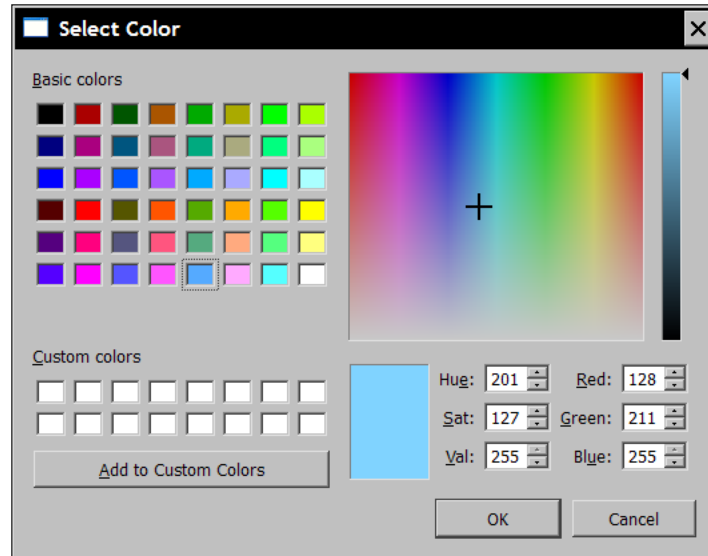 Select Color
Basic colors
Custom colors
Add to Custom Colors
Hue: 201 Red: 128
Sat: 127 Green: 211
Val: 255 Blue: 255
OK Cancel